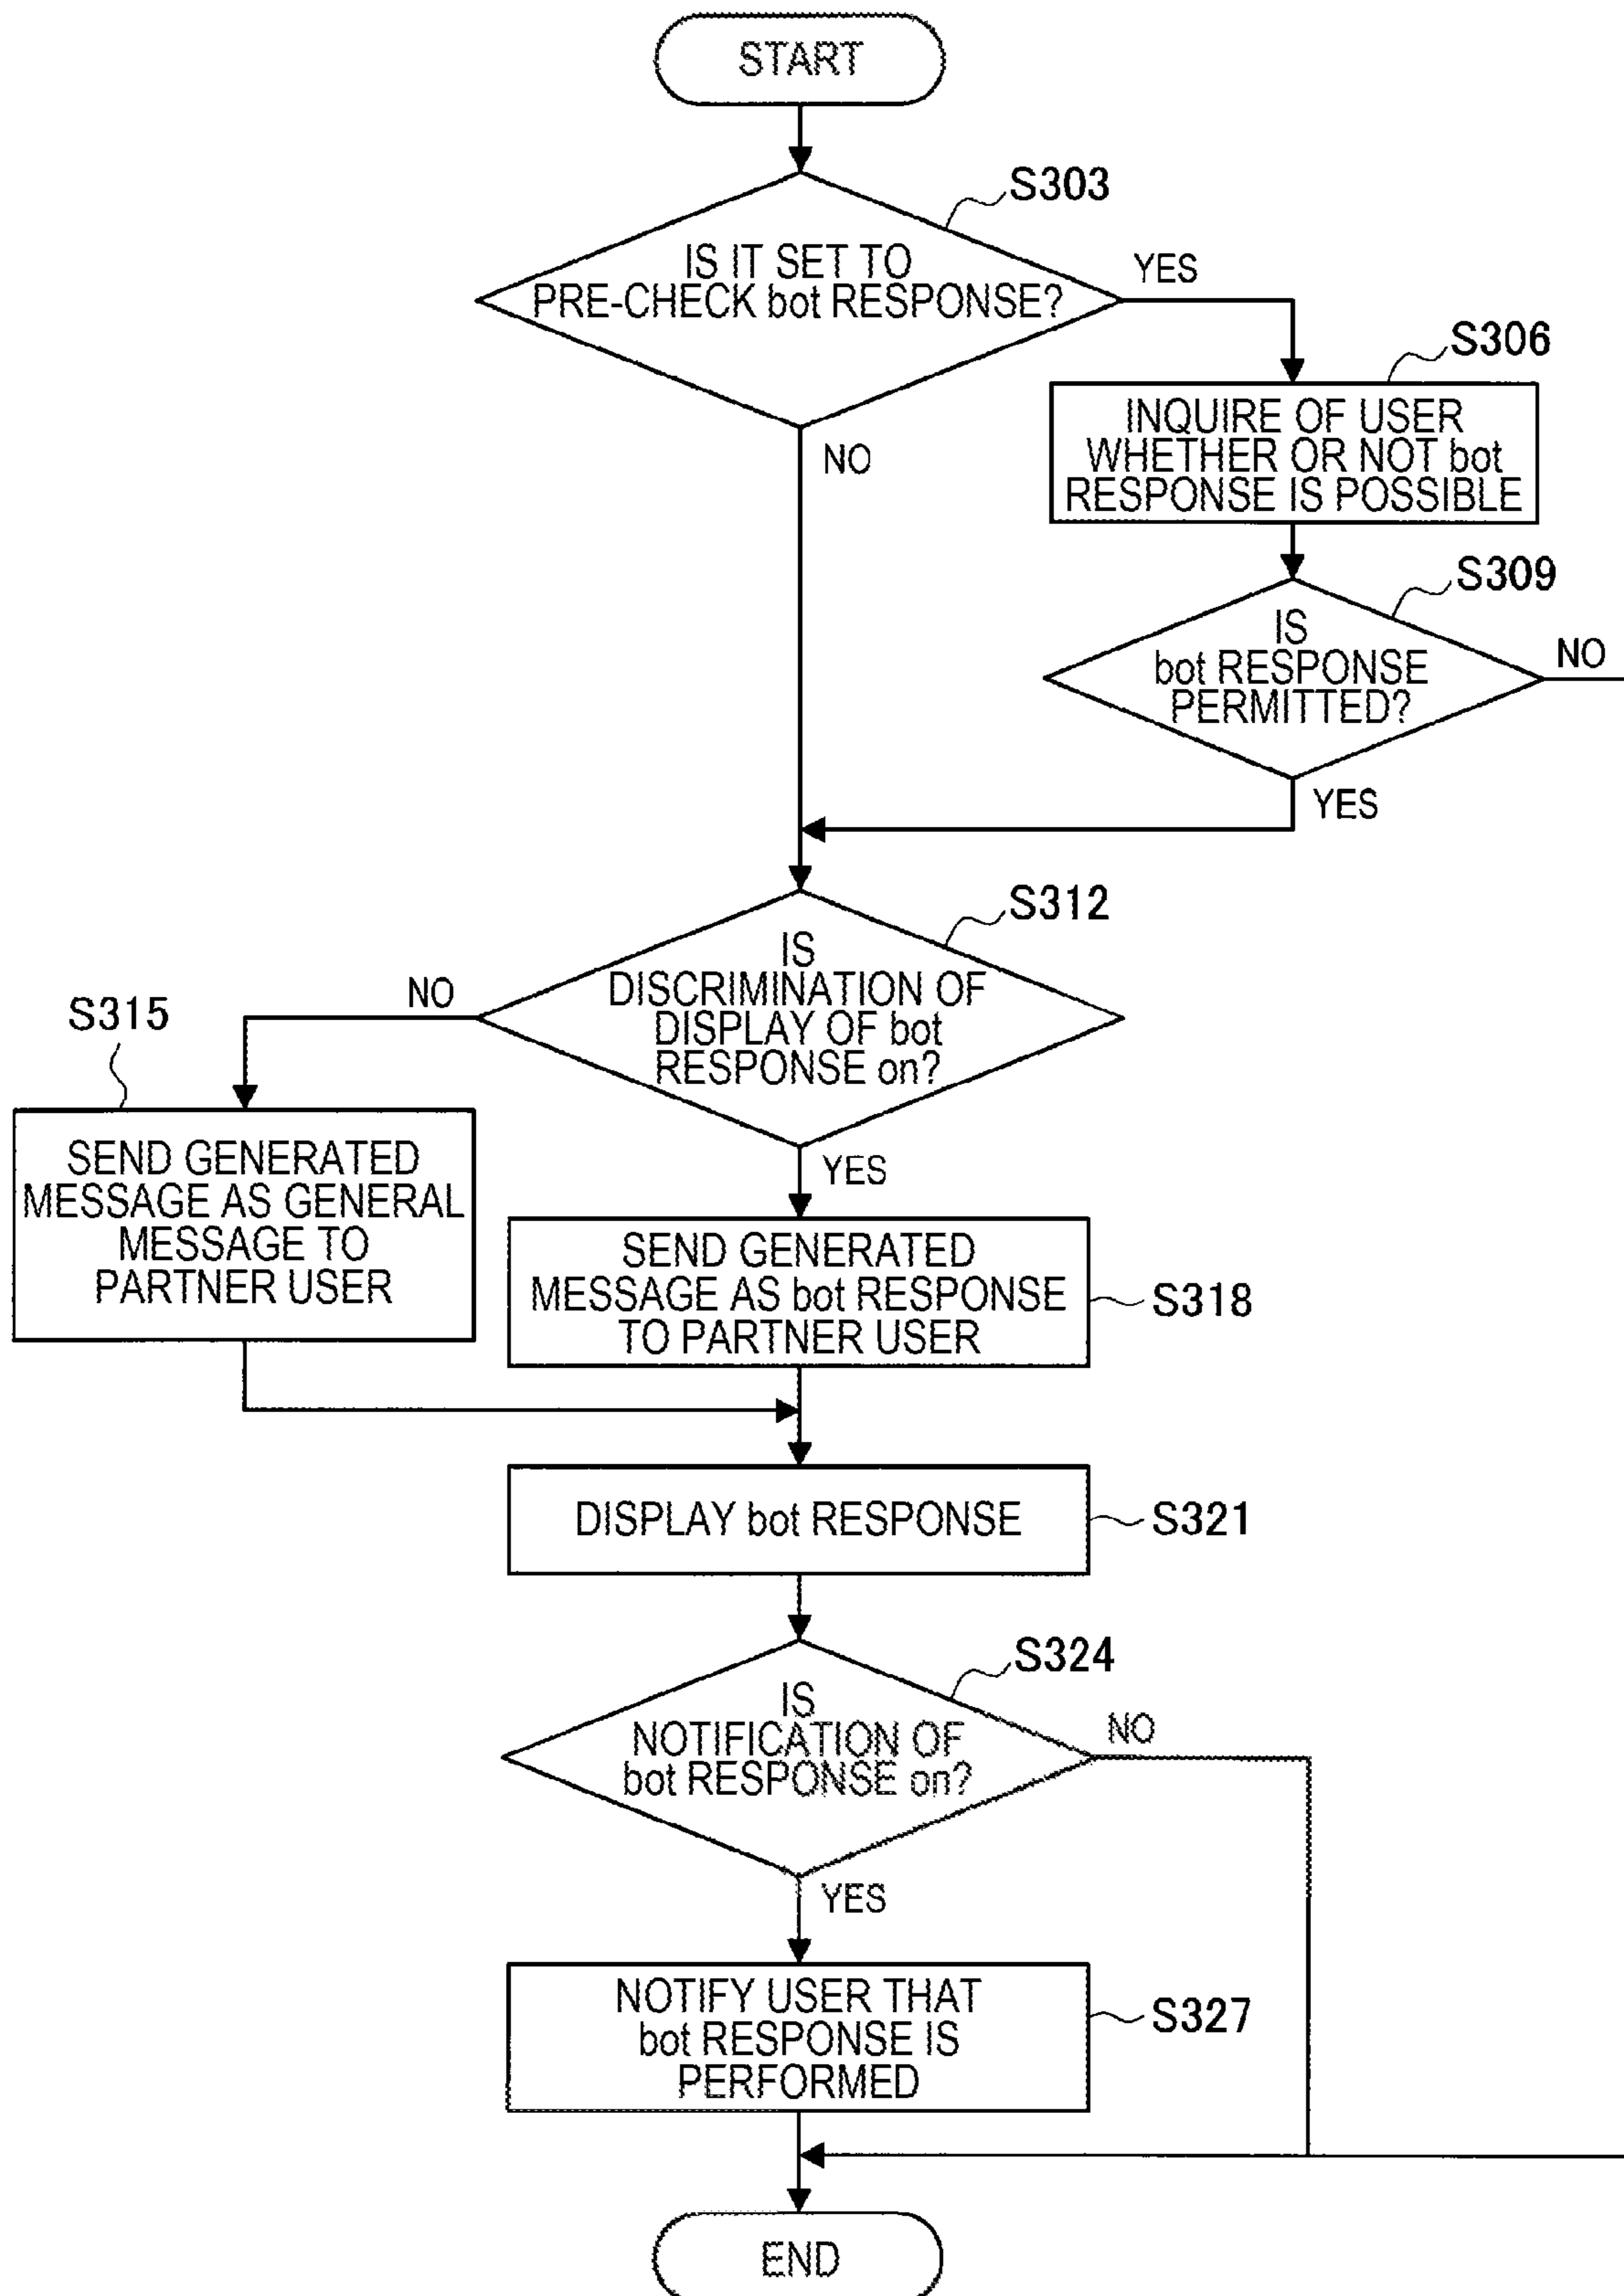 START
S303
IS IT SET TO
PRE-CHECK bot RESPONSE?
YES
NO
S306
INQUIRE OF USER
WHETHER OR NOT bot
RESPONSE IS POSSIBLE
S309
IS
bot RESPONSE
PERMITTED?
NO
YES
S312
IS
DISCRIMINATION OF
DISPLAY OF bot
RESPONSE on?
NO
YES
S315
SEND GENERATED
MESSAGE AS GENERAL
MESSAGE TO
PARTNER USER
SEND GENERATED
MESSAGE AS bot RESPONSE
TO PARTNER USER
S318
DISPLAY bot RESPONSE
S321
S324
IS
NOTIFICATION OF
bot RESPONSE on?
NO
YES
NOTIFY USER THAT
bot RESPONSE IS
PERFORMED
S327
END